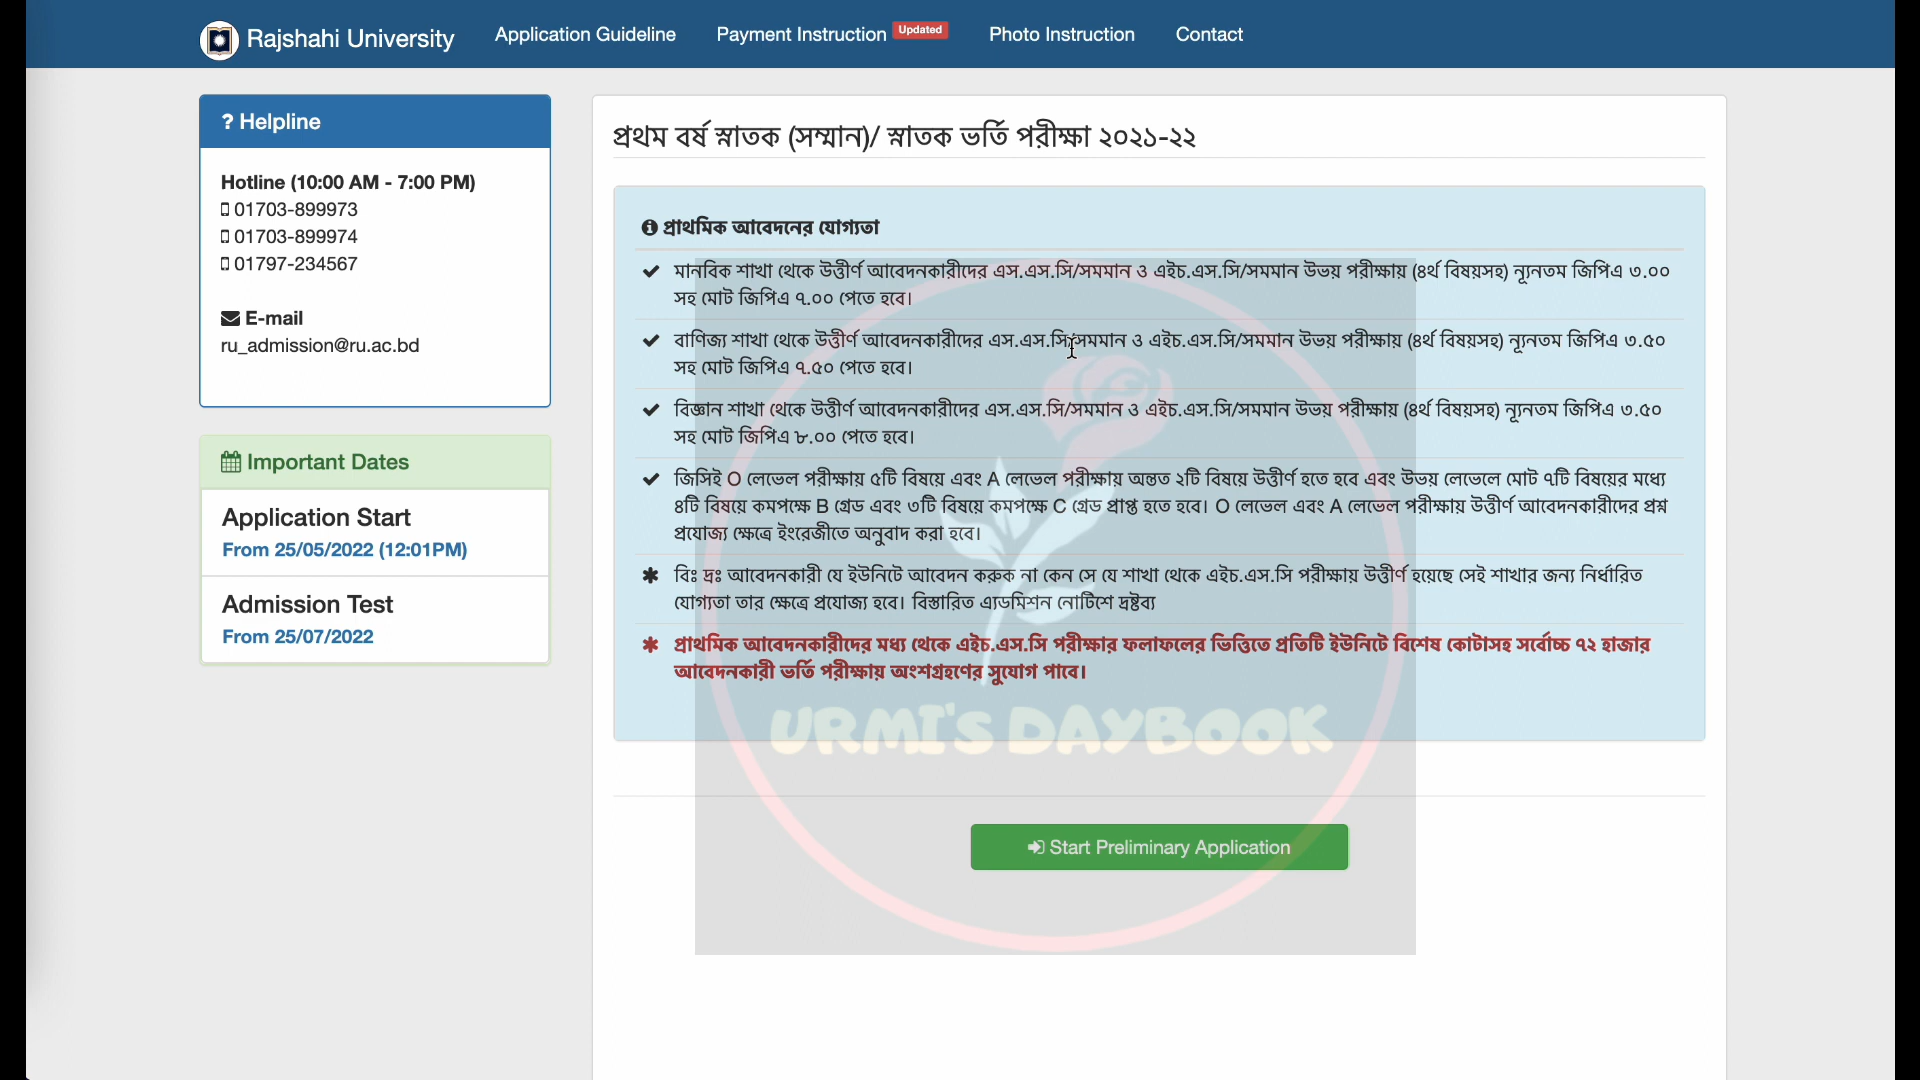 Rajshahi University
Application Guideline
Payment Instruction Updated
Photo Instruction
Contact
? Helpline
Hotline (10:00 AM - 7:00 PM)
01703-899973
01703-899974
01797-234567
E-mail
ru_admission@ru.ac.bd
Important Dates
Application Start
From 25/05/2022 (12:01PM)
Admission Test
From 25/07/2022
প্রথম বর্ষ স্নাতক (সম্মান)/ স্নাতক ভর্তি পরীক্ষা ২০২১-২২
প্রাথমিক আবেদনের যোগ্যতা
মানবিক শাখা থেকে উত্তীর্ণ আবেদনকারীদের এস.এস.সি/সমমান ও এইচ.এস.সি/সমমান উভয় পরীক্ষায় (৪র্থ বিষয়সহ) ন্যূনতম জিপিএ ৩.০০
সহ মোট জিপিএ ৭.০০ পেতে হবে।
বাণিজ্য শাখা থেকে উত্তীর্ণ আবেদনকারীদের এস.এস.সি/সমমান ও এইচ.এস.সি/সমমান উভয় পরীক্ষায় (৪র্থ বিষয়সহ) ন্যূনতম জিপিএ ৩.৫০
সহ মোট জিপিএ ৭.৫০ পেতে হবে।
বিজ্ঞান শাখা থেকে উত্তীর্ণ আবেদনকারীদের এস.এস.সি/সমমান ও এইচ.এস.সি/সমমান উভয় পরীক্ষায় (৪র্থ বিষয়সহ) ন্যূনতম জিপিএ ৩.৫০
সহ মোট জিপিএ ৮.০০ পেতে হবে।
জিসিই O লেভেল পরীক্ষায় ৫টি বিষয়ে এবং A লেভেল পরীক্ষায় অন্তত ২টি বিষয়ে উত্তীর্ণ হতে হবে এবং উভয় লেভেলে মোট ৭টি বিষয়ের মধ্যে
৪টি বিষয়ে কমপক্ষে B গ্রেড এবং ৩টি বিষয়ে কমপক্ষে C গ্রেড প্রাপ্ত হতে হবে। O লেভেল এবং A লেভেল পরীক্ষায় উত্তীর্ণ আবেদনকারীদের প্রশ্ন
প্রযোজ্য ক্ষেত্রে ইংরেজীতে অনুবাদ করা হবে।
বিঃ দ্রঃ আবেদনকারী যে ইউনিটে আবেদন করুক না কেন সে যে শাখা থেকে এইচ.এস.সি পরীক্ষায় উত্তীর্ণ হয়েছে সেই শাখার জন্য নির্ধারিত
যোগ্যতা তার ক্ষেত্রে প্রযোজ্য হবে। বিস্তারিত এ্যাডমিশন নোটিশে দ্রষ্টব্য
প্রাথমিক আবেদনকারীদের মধ্য থেকে এইচ.এস.সি পরীক্ষার ফলাফলের ভিত্তিতে প্রতিটি ইউনিটে বিশেষ কোটাসহ সর্বোচ্চ ৭২ হাজার
আবেদনকারী ভর্তি পরীক্ষায় অংশগ্রহণের সুযোগ পাবে।
URMI'S DAYBOOK
Start Preliminary Application